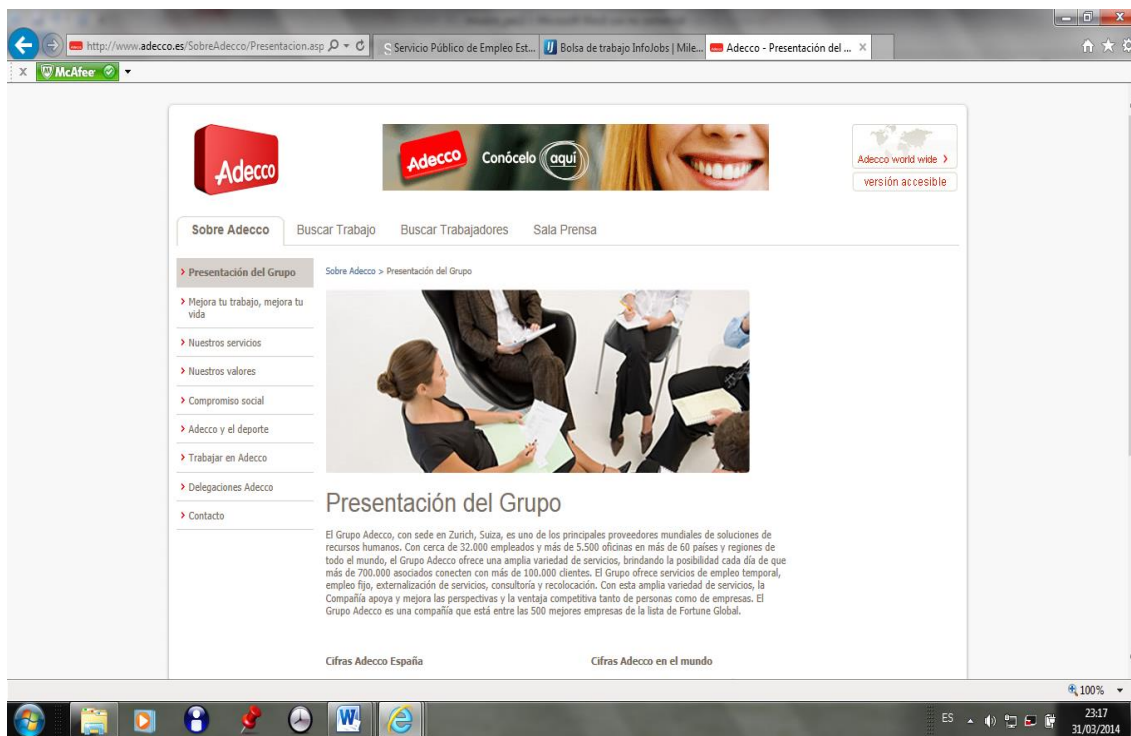 http://www.adecco.es/SobreAdecco/Presentacion.asp
Servicio Público de Empleo Est...
Bolsa de trabajo InfoJobs | Mile...
Adecco - Presentación del ...
McAfee
Adecco
Adecco Conócelo aquí
Adecco world wide
versión accesible
Sobre Adecco Buscar Trabajo Buscar Trabajadores Sala Prensa
Presentación del Grupo
Mejora tu trabajo, mejora tu
vida
Nuestros servicios
Nuestros valores
Compromiso social
Adecco y el deporte
Trabajar en Adecco
Delegaciones Adecco
Contacto
Sobre Adecco > Presentación del Grupo
Presentación del Grupo
El Grupo Adecco, con sede en Zurich, Suiza, es uno de los principales proveedores mundiales de soluciones de
recursos humanos. Con cerca de 32.000 empleados y más de 5.500 oficinas en más de 60 países y regiones de
todo el mundo, el Grupo Adecco ofrece una amplia variedad de servicios, brindando la posibilidad cada día de que
más de 700.000 asociados conecten con más de 100.000 clientes. El Grupo ofrece servicios de empleo temporal,
empleo fijo, externalización de servicios, consultoría y recolocación. Con esta amplia variedad de servicios, la
Compañía apoya y mejora las perspectivas y la ventaja competitiva tanto de personas como de empresas. El
Grupo Adecco es una compañía que está entre las 500 mejores empresas de la lista de Fortune Global.
Cifras Adecco España Cifras Adecco en el mundo
100%
ES
23:17
31/03/2014